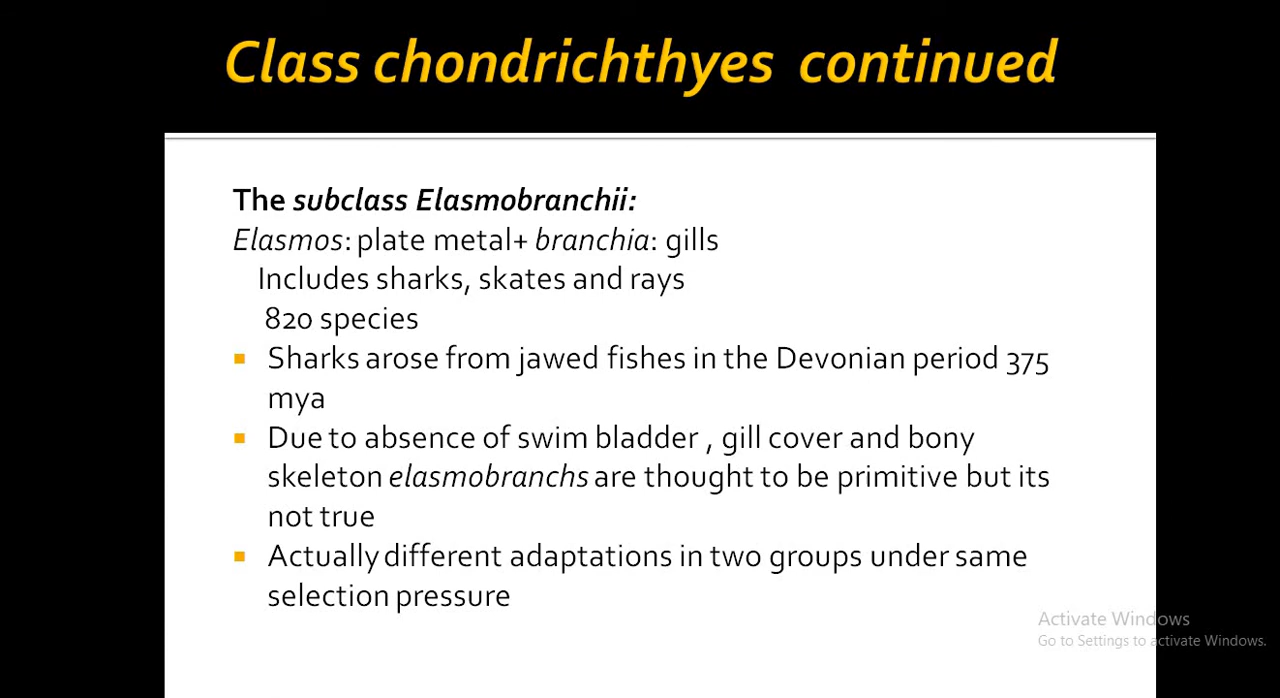 Class chondrichthyes continued
The subclass Elasmobranchii:
Elasmos: plate metal+ branchia: gills
Includes sharks, skates and rays
820 species
Sharks arose from jawed fishes in the Devonian period 375
mya
Due to absence of swim bladder , gill cover and bony
skeleton elasmobranchs are thought to be primitive but its
not true
Actually different adaptations in two groups under same
selection pressure
Activate Windows
Go to Settings to activate Windows.